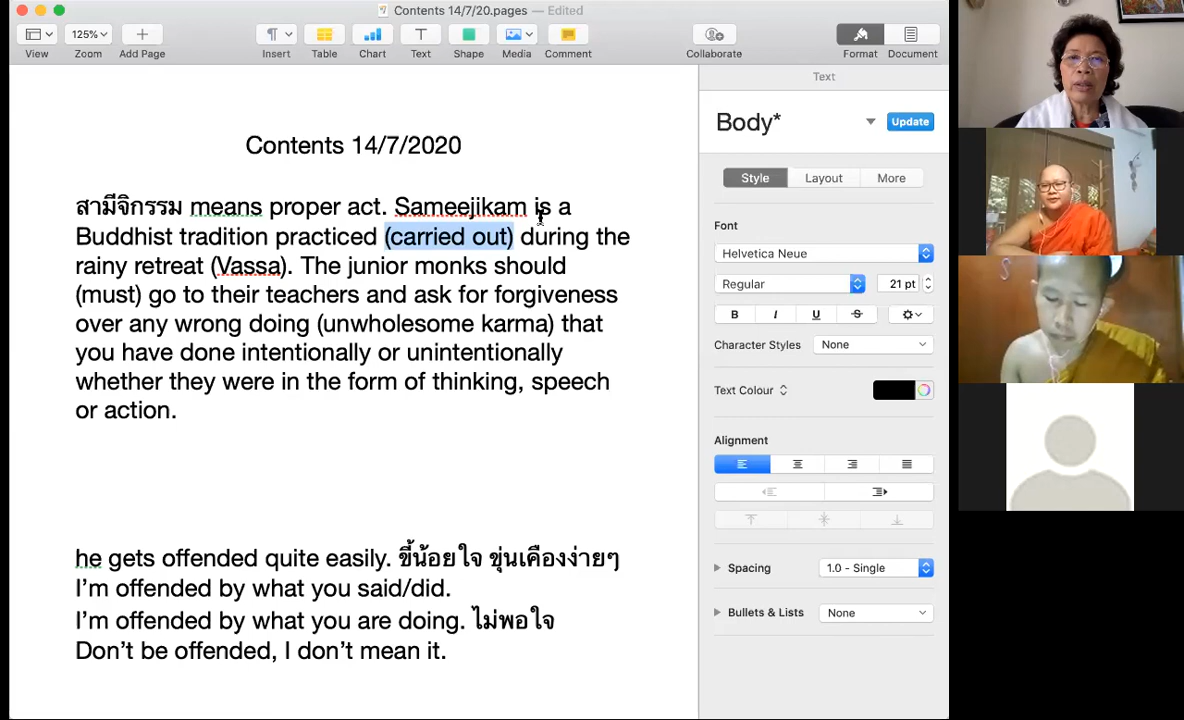 Contents 14/7/20.pages — Edited
125%
View Zoom Add Page Insert Table Chart Text Shape Media Comment Collaborate Format Document
Text
Body*
Update
Style Layout More
Font
Helvetica Neue
Regular 21 pt
B I U S
Character Styles None
Text Colour
Alignment
Spacing 1.0 - Single
Bullets & Lists None
Contents 14/7/2020
สามีจิกรรม means proper act. Sameejikam is a
Buddhist tradition practiced (carried out) during the
rainy retreat (Vassa). The junior monks should
(must) go to their teachers and ask for forgiveness
over any wrong doing (unwholesome karma) that
you have done intentionally or unintentionally
whether they were in the form of thinking, speech
or action.
he gets offended quite easily. ขี้น้อยใจ ขุ่นเคืองง่ายๆ
I’m offended by what you said/did.
I’m offended by what you are doing. ไม่พอใจ
Don’t be offended, I don’t mean it.